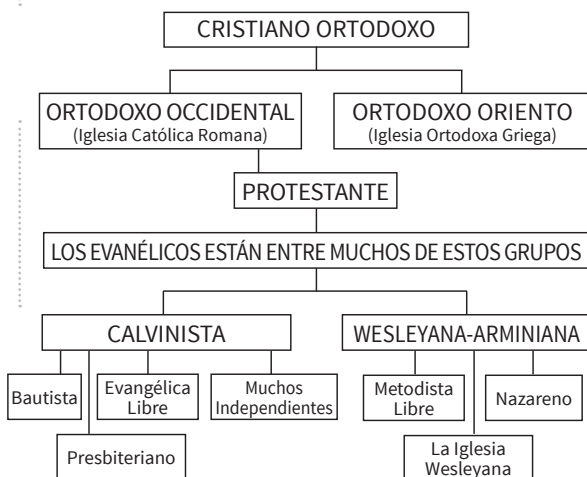 CRISTIANO ORTODOXO
ORTODOXO OCCIDENTAL
(Iglesia Católica Romana)
ORTODOXO ORIENTO
(Iglesia Ortodoxa Griega)
PROTESTANTE
LOS EVANÉLICOS ESTÁN ENTRE MUCHOS DE ESTOS GRUPOS
CALVINISTA
WESLEYANA-ARMINIANA
Bautista
Evangélica
Libre
Muchos
Independientes
Metodista
Libre
Nazareno
Presbiteriano
La Iglesia
Wesleyana